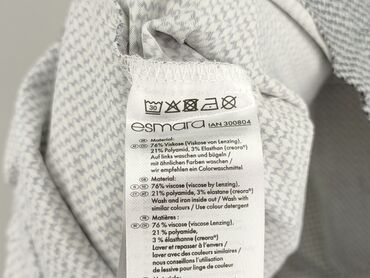 30
esmara IAN 300804
Material:
76% Viskose (Viskose von Lenzing),
21% Polyamid, 3% Elasthan (creora®)
Auf links waschen und bügeln /
mit ähnlichen Farben waschen /
wir empfehlen ein Colorwaschmittel
Material:
76% viscose (viscose by Lenzing),
21% polyamide, 3% elastane (creora®)
Wash and iron inside out / Wash with
similar colours / Use colour detergent
Matières :
76 % viscose (viscose Lenzing),
21 % polyamide,
3 % élasthanne (creora®)
Laver et repasser à l'envers /
Laver avec des coloris similaires /
nous conseillons l'utilisation
de lessive pour linge de couleur